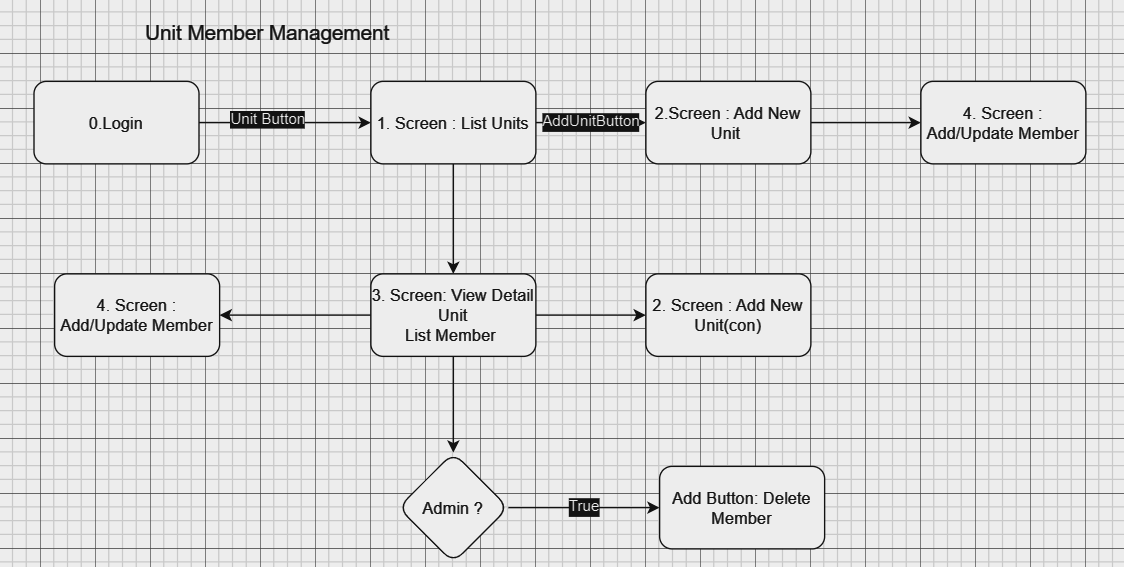 Unit Member Management
0.Login
Unit Button
1. Screen : List Units
AddUnitButton
2.Screen : Add New
Unit
4. Screen :
Add/Update Member
4. Screen :
Add/Update Member
3. Screen: View Detail
Unit
List Member
2. Screen : Add New
Unit(con)
Admin ?
True
Add Button: Delete
Member